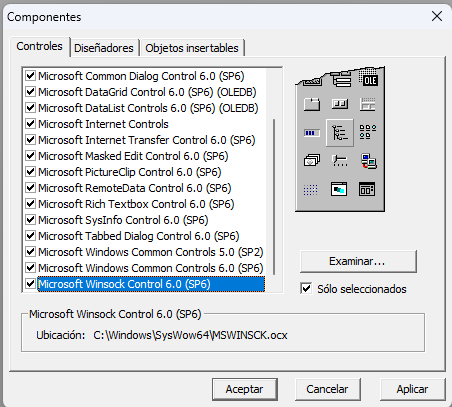 Componentes
Controles
Diseñadores
Objetos insertables
Microsoft Common Dialog Control 6.0 (SP6)
Microsoft DataGrid Control 6.0 (SP6) (OLEDB)
Microsoft DataList Controls 6.0 (SP6) (OLEDB)
Microsoft Internet Controls
Microsoft Internet Transfer Control 6.0 (SP6)
Microsoft Masked Edit Control 6.0 (SP6)
Microsoft PictureClip Control 6.0 (SP6)
Microsoft RemoteData Control 6.0 (SP6)
Microsoft Rich Textbox Control 6.0 (SP6)
Microsoft SysInfo Control 6.0 (SP6)
Microsoft Tabbed Dialog Control 6.0 (SP6)
Microsoft Windows Common Controls 5.0 (SP2)
Microsoft Windows Common Controls 6.0 (SP6)
Microsoft Winsock Control 6.0 (SP6)
OLE
Examinar...
Sólo seleccionados
Microsoft Winsock Control 6.0 (SP6)
Ubicación: C:\Windows\SysWow64\MSWINSCK.ocx
Aceptar
Cancelar
Aplicar